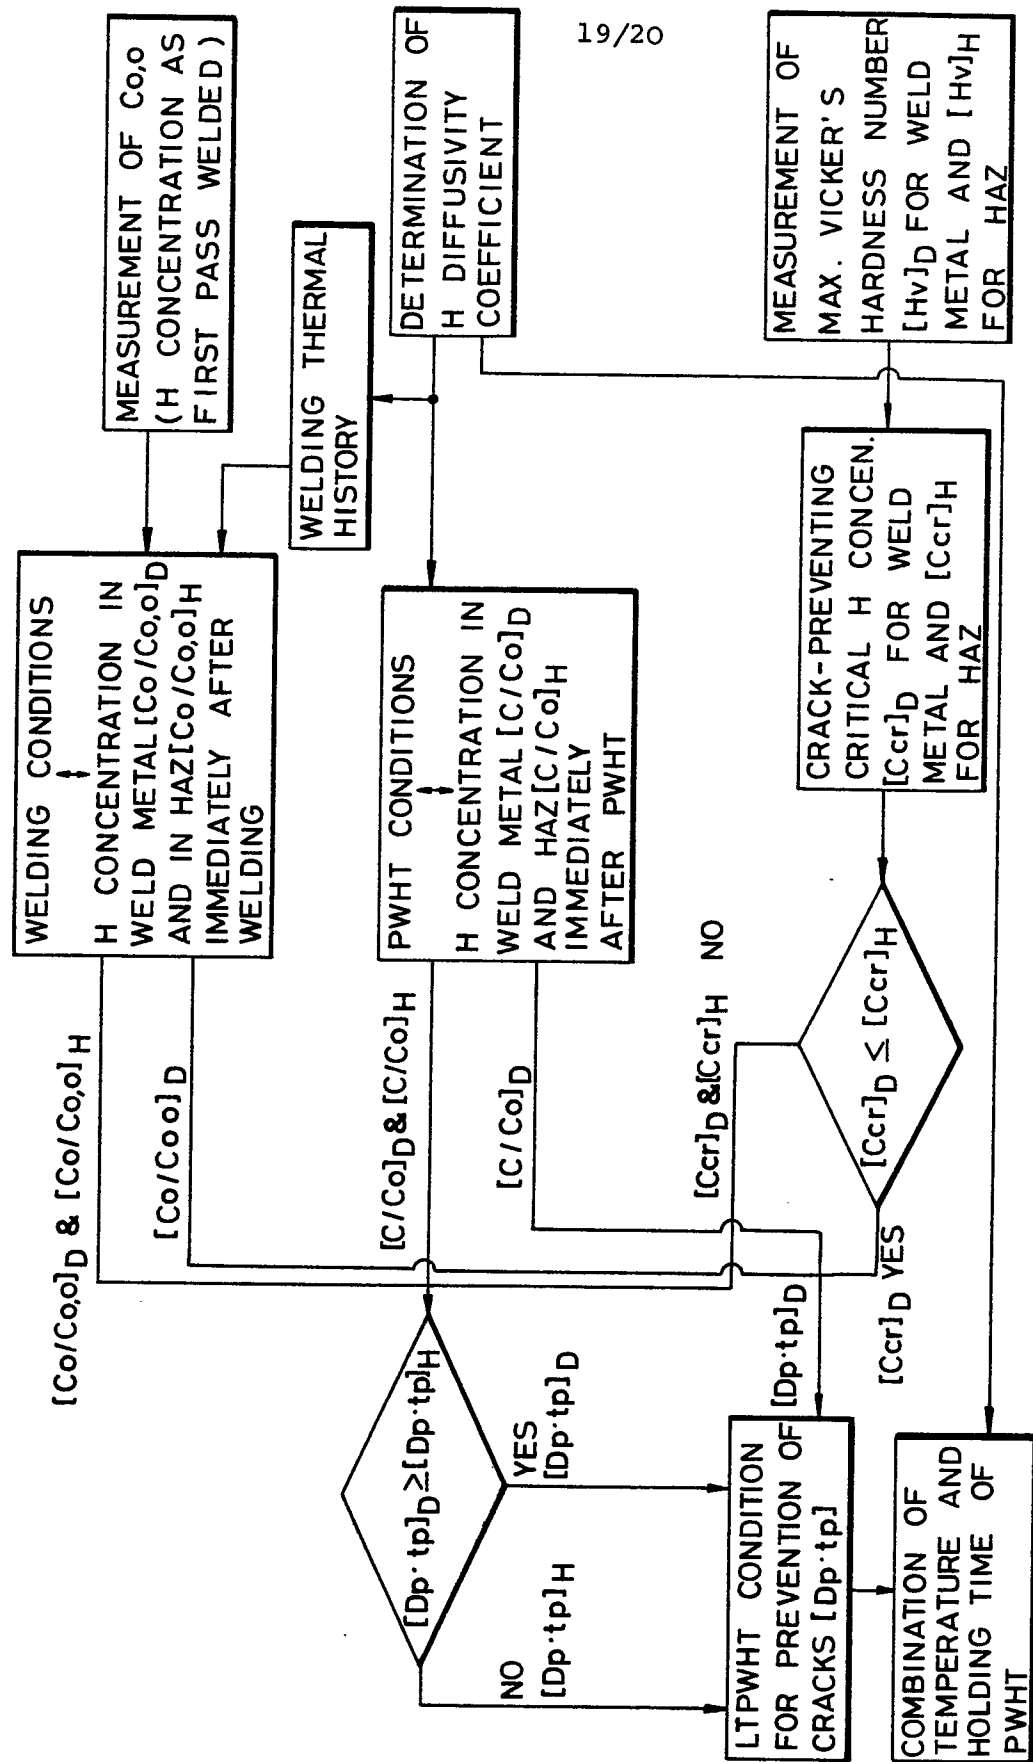 19/20
MEASUREMENT OF Co,o
(H CONCENTRATION AS
FIRST PASS WELDED)
DETERMINATION OF
H DIFFUSIVITY
COEFFICIENT
MEASUREMENT OF
MAX. VICKER'S
HARDNESS NUMBER
[Hv]D FOR WELD
METAL AND [Hv]H
FOR HAZ
WELDING THERMAL
HISTORY
WELDING CONDITIONS
H CONCENTRATION IN
WELD METAL[Co/Co,o]D
AND IN HAZ[Co/Co,o]H
IMMEDIATELY AFTER
WELDING
PWHT CONDITIONS
H CONCENTRATION IN
WELD METAL[C/Co]D
AND HAZ[C/Co]H
IMMEDIATELY
AFTER PWHT
CRACK-PREVENTING
CRITICAL H CONCEN.
[Ccr]D FOR WELD
METAL AND [Ccr]H
FOR HAZ
[Co/Co,o]D & [Co/Co,o]H
[Co/Co o]D
[C/Co]D & [C/Co]H
[C/Co]D
[Ccr]D &[Ccr]H NO
[Ccr]D ≤ [Ccr]H
[Ccr]D YES
[Dp·tp]D ≥[Dp·tp]H
YES
[Dp·tp]D
NO
[Dp·tp]H
[Dp·tp]D
LTPWHT CONDITION
FOR PREVENTION OF
CRACKS [Dp·tp]
COMBINATION OF
TEMPERATURE AND
HOLDING TIME OF
PWHT